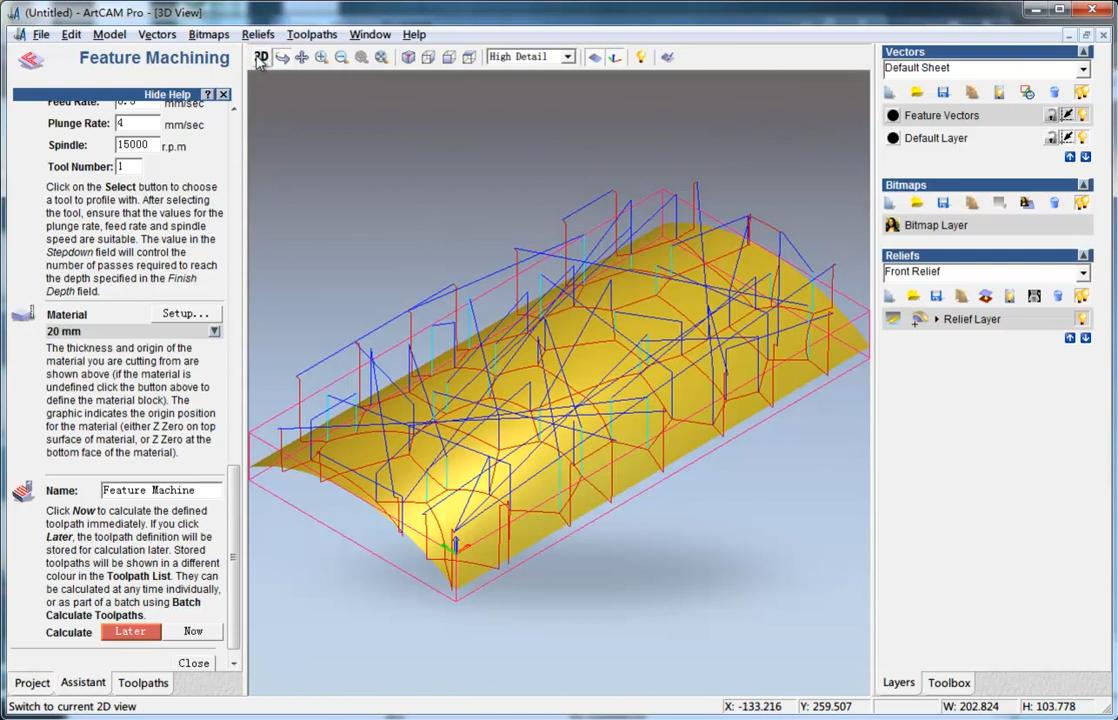 (Untitled) - ArtCAM Pro - [3D View]
File Edit Model Vectors Bitmaps Reliefs Toolpaths Window Help
Feature Machining
Hide Help ? X
mm/sec
Plunge Rate: 4 mm/sec
Spindle: 15000 r.p.m
Tool Number: 1
Click on the Select button to choose
a tool to profile with. After selecting
the tool, ensure that the values for the
plunge rate, feed rate and spindle
speed are suitable. The value in the
Stepdown field will control the
number of passes required to reach
the depth specified in the Finish
Depth field.
Material Setup...
20 mm
The thickness and origin of the
material you are cutting from are
shown above (if the material is
undefined click the button above to
define the material block). The
graphic indicates the origin position
for the material (either Z Zero on top
surface of material, or Z Zero at the
bottom face of the material).
Name: Feature Machine
Click Now to calculate the defined
toolpath immediately. If you click
Later, the toolpath definition will be
stored for calculation later. Stored
toolpaths will be shown in a different
colour in the Toolpath List. They can
be calculated at any time individually,
or as part of a batch using Batch
Calculate Toolpaths.
Calculate Later Now
Close
Project Assistant Toolpaths
Switch to current 2D view
High Detail
Vectors
Default Sheet
Feature Vectors
Default Layer
Bitmaps
Bitmap Layer
Reliefs
Front Relief
Relief Layer
Layers Toolbox
X: -133.216 Y: 259.507 W: 202.824 H: 103.778